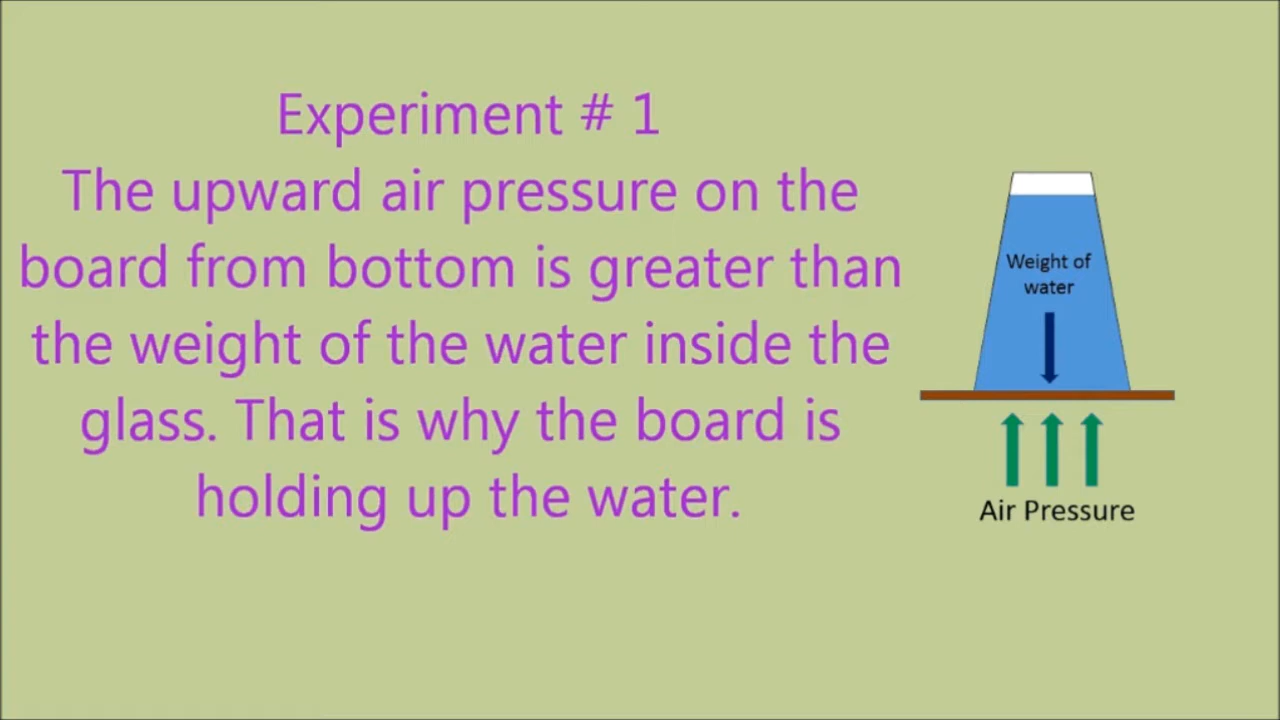 Experiment # 1
The upward air pressure on the
board from bottom is greater than
the weight of the water inside the
glass. That is why the board is
holding up the water.
Weight of
water
Air Pressure